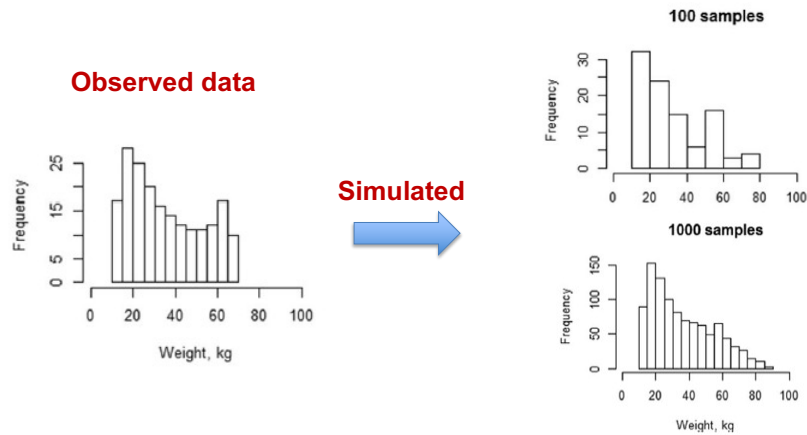 Observed data
Frequency
5
15
25
0 20 40 60 80 100
Weight, kg
Simulated
100 samples
Frequency
0
10
20
30
0 20 40 60 80 100
1000 samples
Frequency
0
50
100
150
0 20 40 60 80 100
Weight, kg